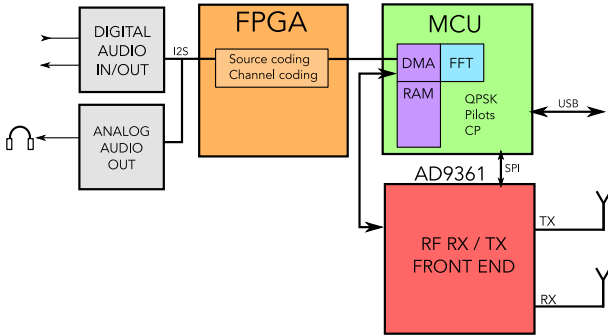 DIGITAL
AUDIO
IN/OUT
I2S
ANALOG
AUDIO
OUT
FPGA
Source coding
Channel coding
MCU
DMA
FFT
RAM
QPSK
Pilots
CP
USB
SPI
AD9361
RF RX / TX
FRONT END
TX
RX